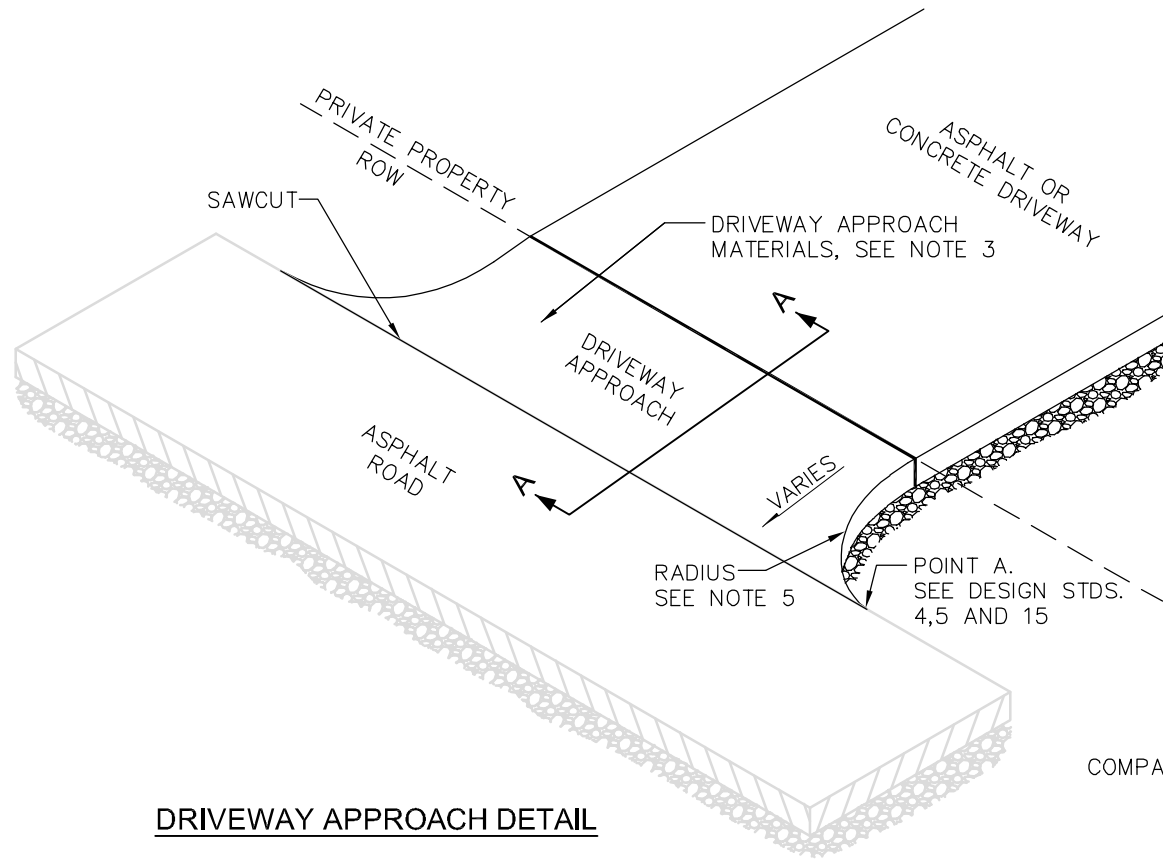 PRIVATE PROPERTY
ROW
SAWCUT
ASPHALT OR
CONCRETE DRIVEWAY
DRIVEWAY APPROACH
MATERIALS, SEE NOTE 3
A
DRIVEWAY
APPROACH
ASPHALT
ROAD
A
VARIES
RADIUS
SEE NOTE 5
POINT A.
SEE DESIGN STDS.
4,5 AND 15
COMPA
DRIVEWAY APPROACH DETAIL